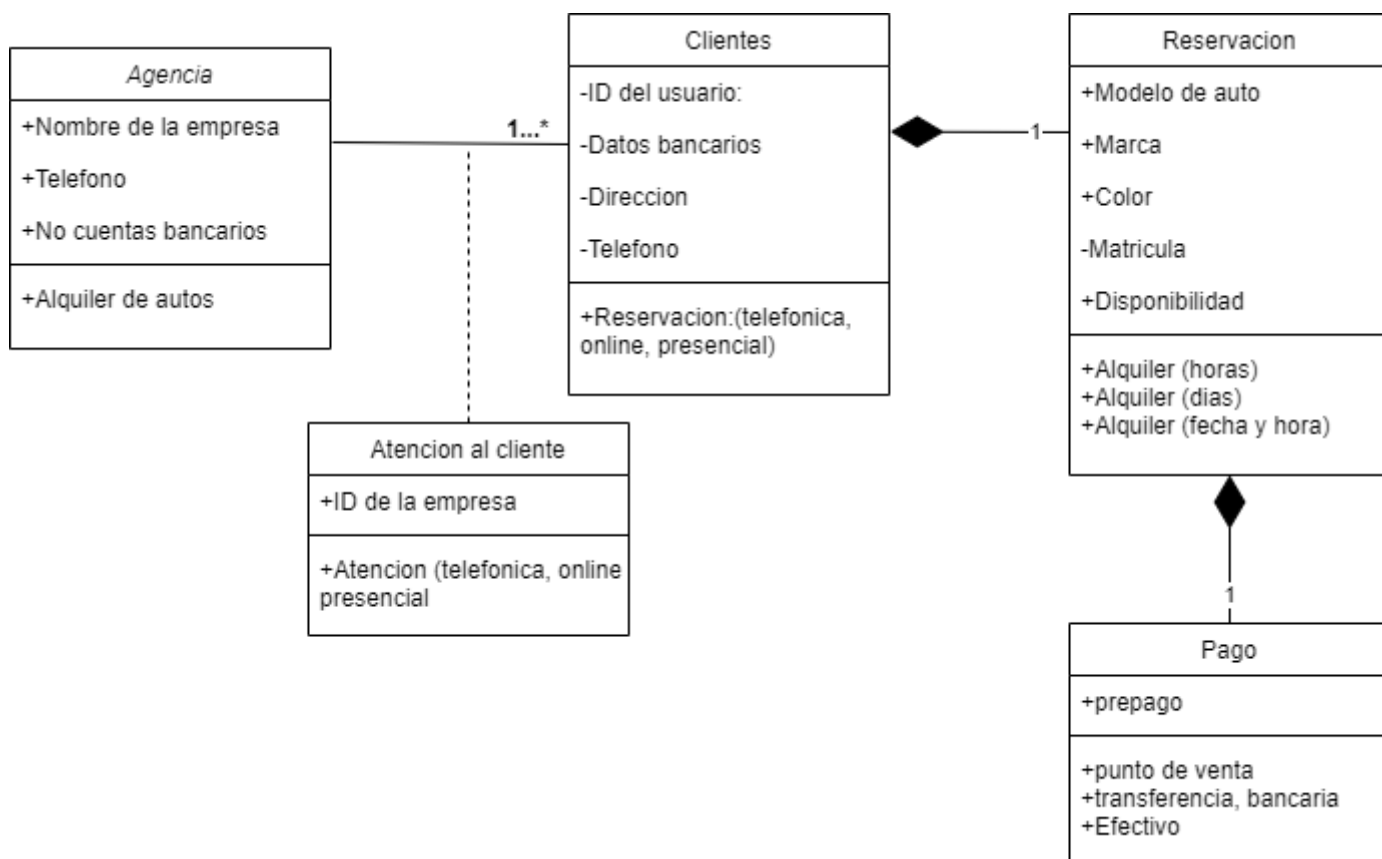 Agencia
+Nombre de la empresa
+Telefono
+No cuentas bancarios
+Alquiler de autos
1...*
Clientes
-ID del usuario:
-Datos bancarios
-Direccion
-Telefono
+Reservacion:(telefonica,
online, presencial)
1
Reservacion
+Modelo de auto
+Marca
+Color
-Matricula
+Disponibilidad
+Alquiler (horas)
+Alquiler (dias)
+Alquiler (fecha y hora)
Atencion al cliente
+ID de la empresa
+Atencion (telefonica, online
presencial
1
Pago
+prepago
+punto de venta
+transferencia, bancaria
+Efectivo